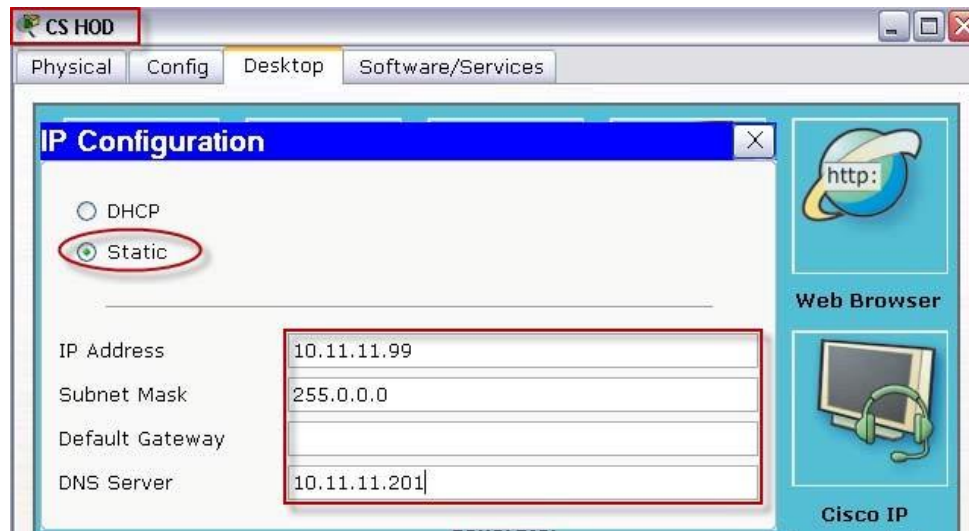 CS HOD
Physical Config Desktop Software/Services
IP Configuration X
http:
DHCP
Static
Web Browser
IP Address 10.11.11.99
Subnet Mask 255.0.0.0
Default Gateway
DNS Server 10.11.11.201
Cisco IP